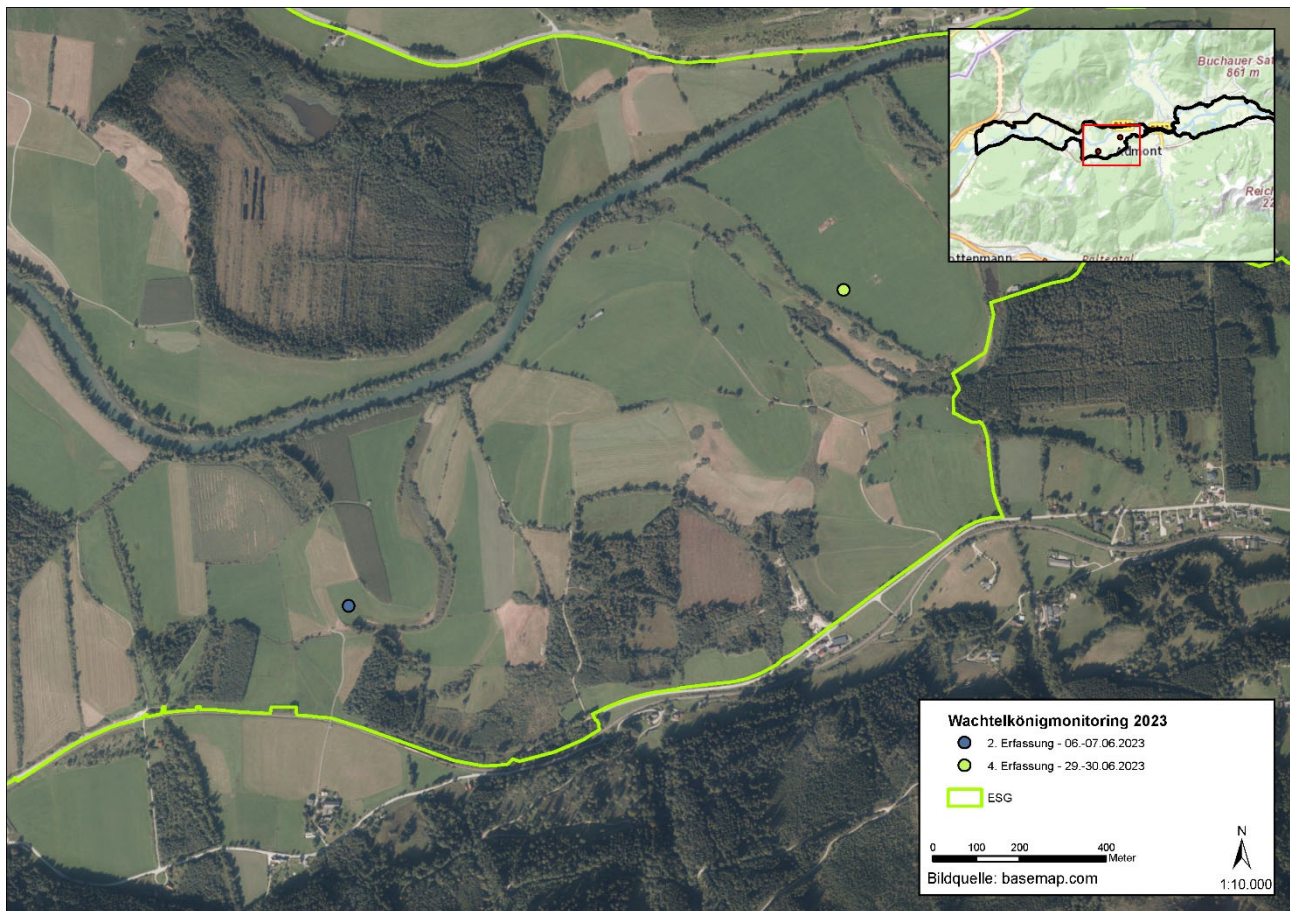 Buchauer Sat
861 m
Admont
Reich
22
ottenmann
Paltental
Wachtelkönigmonitoring 2023
2. Erfassung - 06.-07.06.2023
4. Erfassung - 29.-30.06.2023
ESG
0 100 200 400
Meter
N
Bildquelle: basemap.com
1:10.000